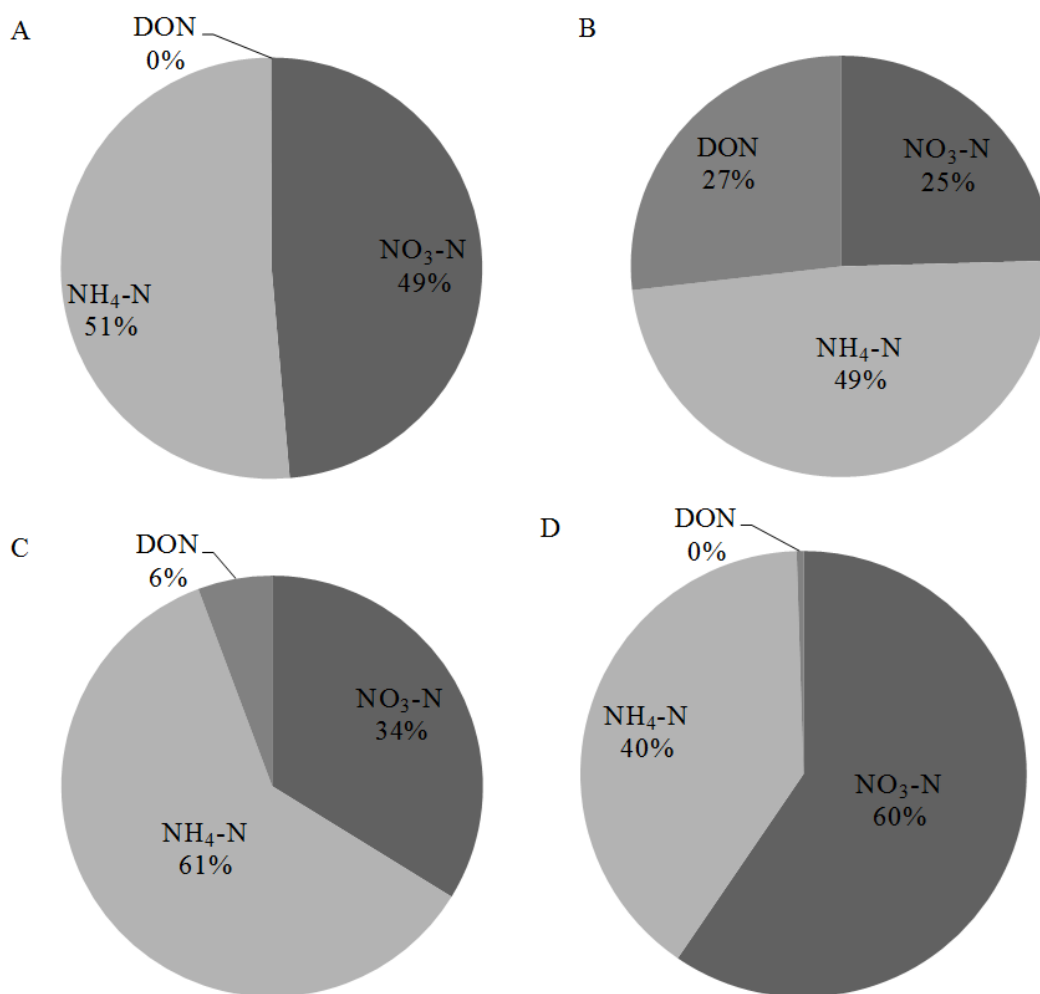 A
DON
0%
NO₃-N
49%
NH₄-N
51%
B
DON
27%
NO₃-N
25%
NH₄-N
49%
C
DON
6%
NO₃-N
34%
NH₄-N
61%
D
DON
0%
NH₄-N
40%
NO₃-N
60%